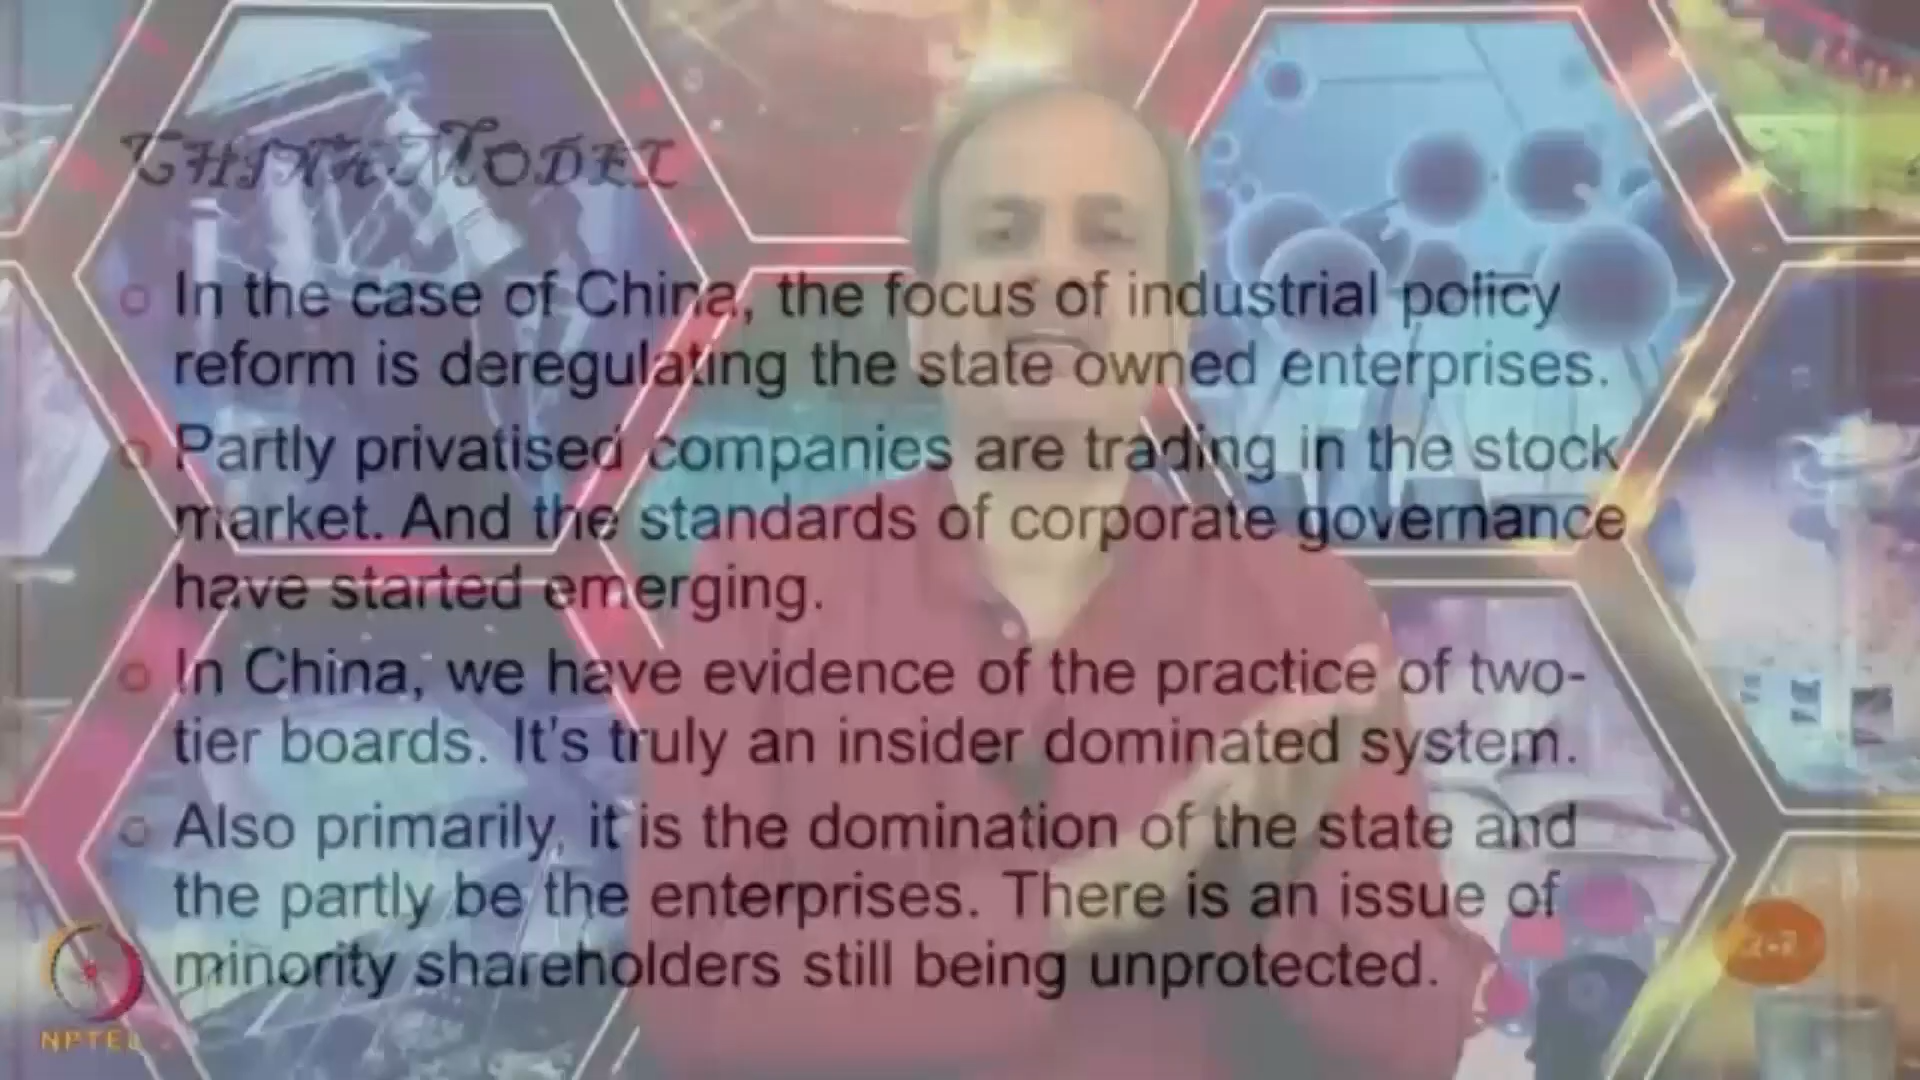 CHINA MODEL
In the case of China, the focus of industrial policy
reform is deregulating the state owned enterprises.
Partly privatised companies are trading in the stock
market. And the standards of corporate governance
have started emerging.
In China, we have evidence of the practice of two-
tier boards. It's truly an insider dominated system.
Also primarily, it is the domination of the state and
the partly be the enterprises. There is an issue of
minority shareholders still being unprotected.
NPTEL